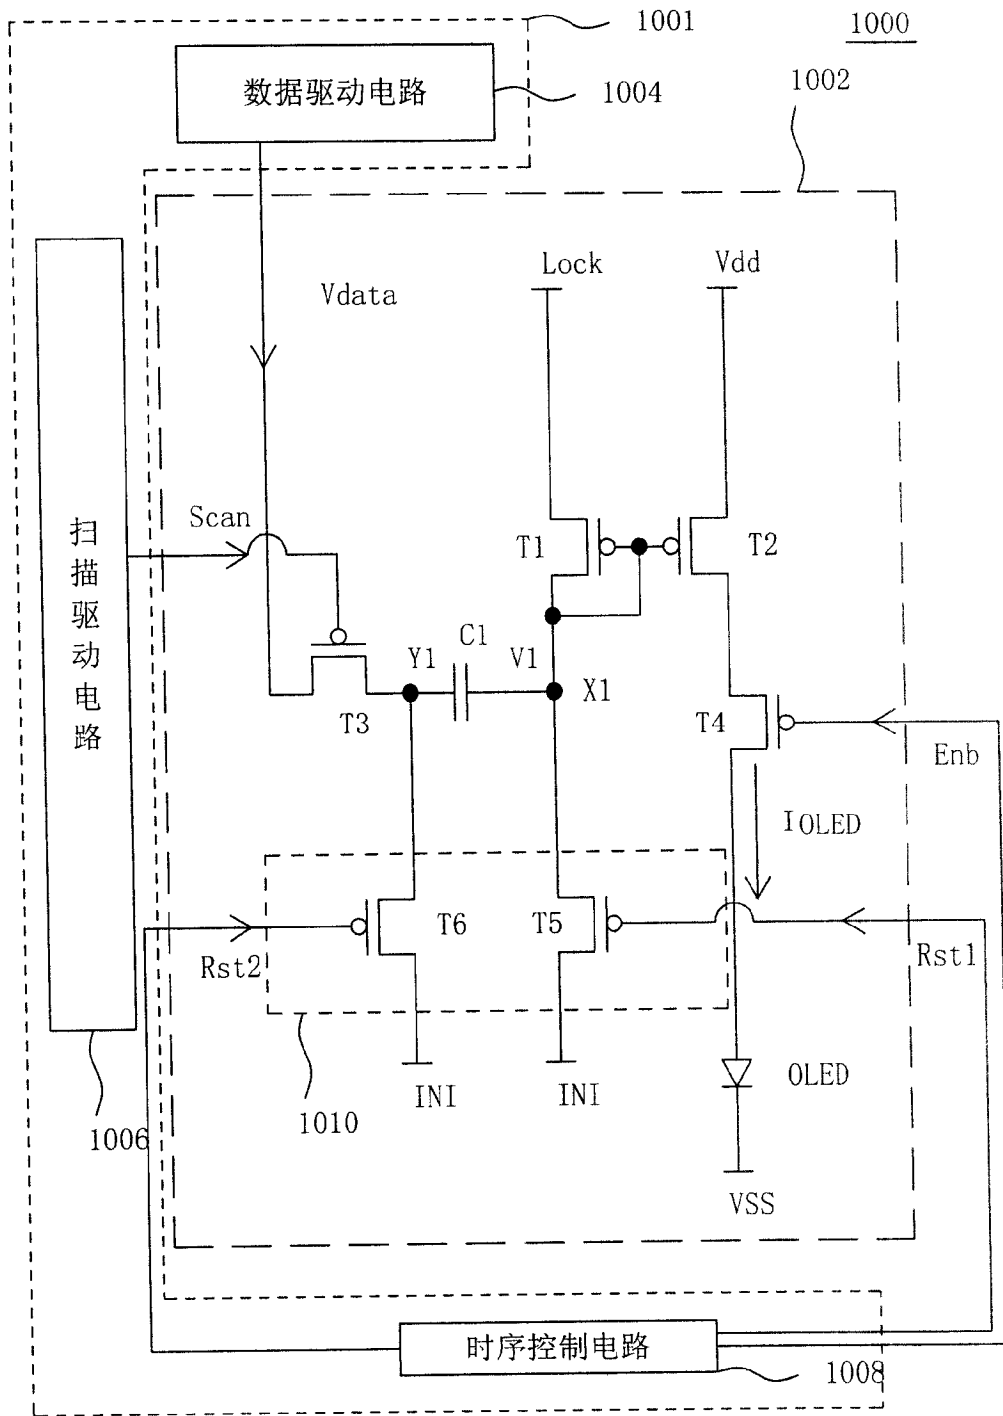 1001
1000
数据驱动电路
1004
1002
Vdata
Lock
Vdd
扫描驱动电路
Scan
T1
T2
C1
Y1
V1
X1
T3
T4
Enb
IOLED
T6
T5
Rst2
Rst1
INI
INI
OLED
1010
1006
VSS
时序控制电路
1008